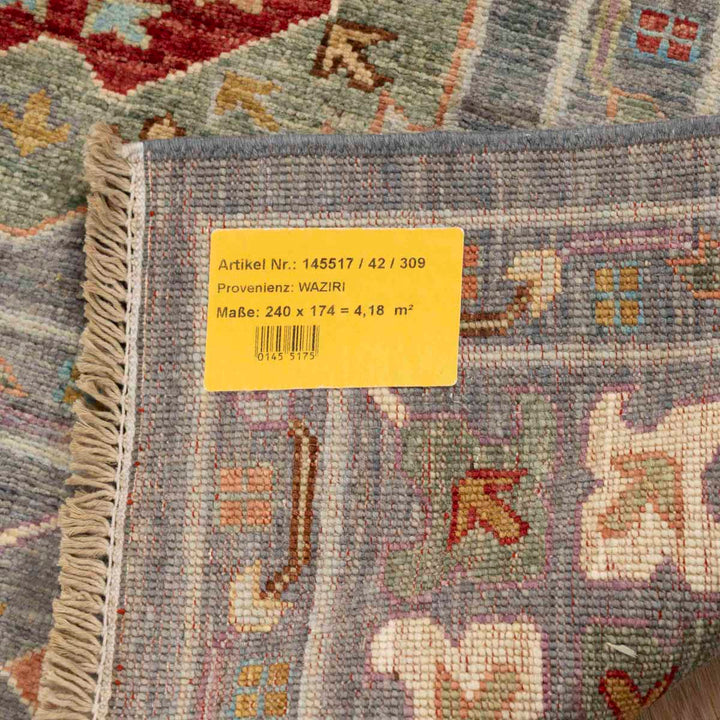 Artikel Nr.: 145517 / 42 / 309
Provenienz: WAZIRI
Maße: 240 x 174 = 4,18 m²
0145 5175